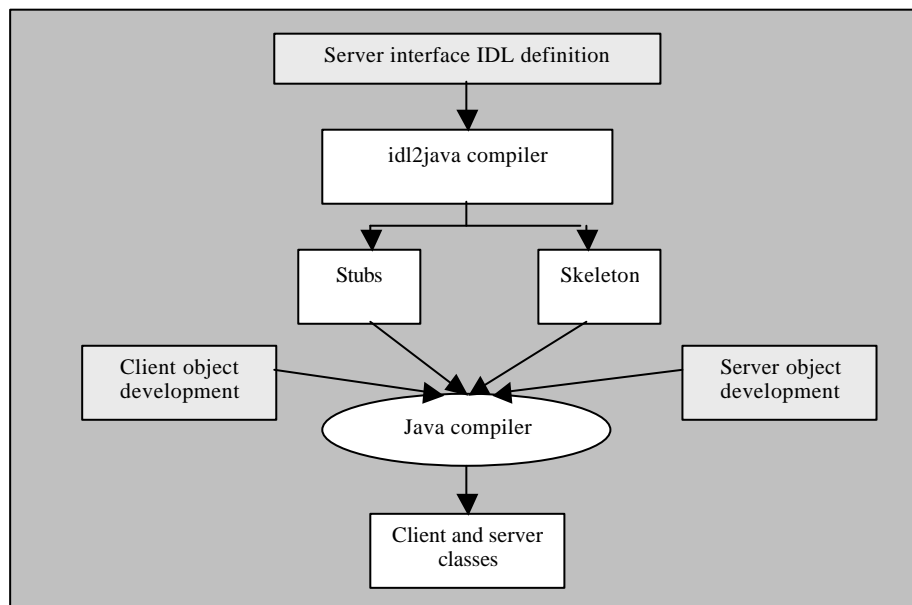 Server interface IDL definition
idl2java compiler
Stubs
Skeleton
Client object
development
Server object
development
Java compiler
Client and server
classes